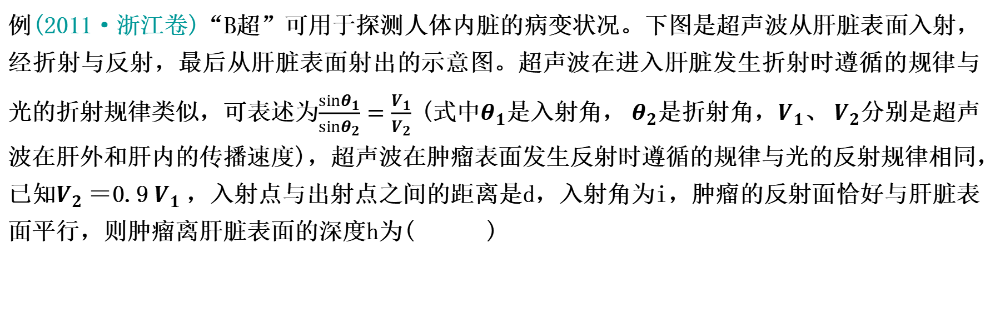 例(2011·浙江卷)“B超”可用于探测人体内脏的病变状况。下图是超声波从肝脏表面入射，
经折射与反射，最后从肝脏表面射出的示意图。超声波在进入肝脏发生折射时遵循的规律与
光的折射规律类似，可表述为sinθ₁/sinθ₂=V₁/V₂(式中θ₁是入射角，θ₂是折射角，V₁、V₂分别是超声
波在肝外和肝内的传播速度)，超声波在肿瘤表面发生反射时遵循的规律与光的反射规律相同，
已知V₂=0.9V₁，入射点与出射点之间的距离是d，入射角为i，肿瘤的反射面恰好与肝脏表
面平行，则肿瘤离肝脏表面的深度h为( )